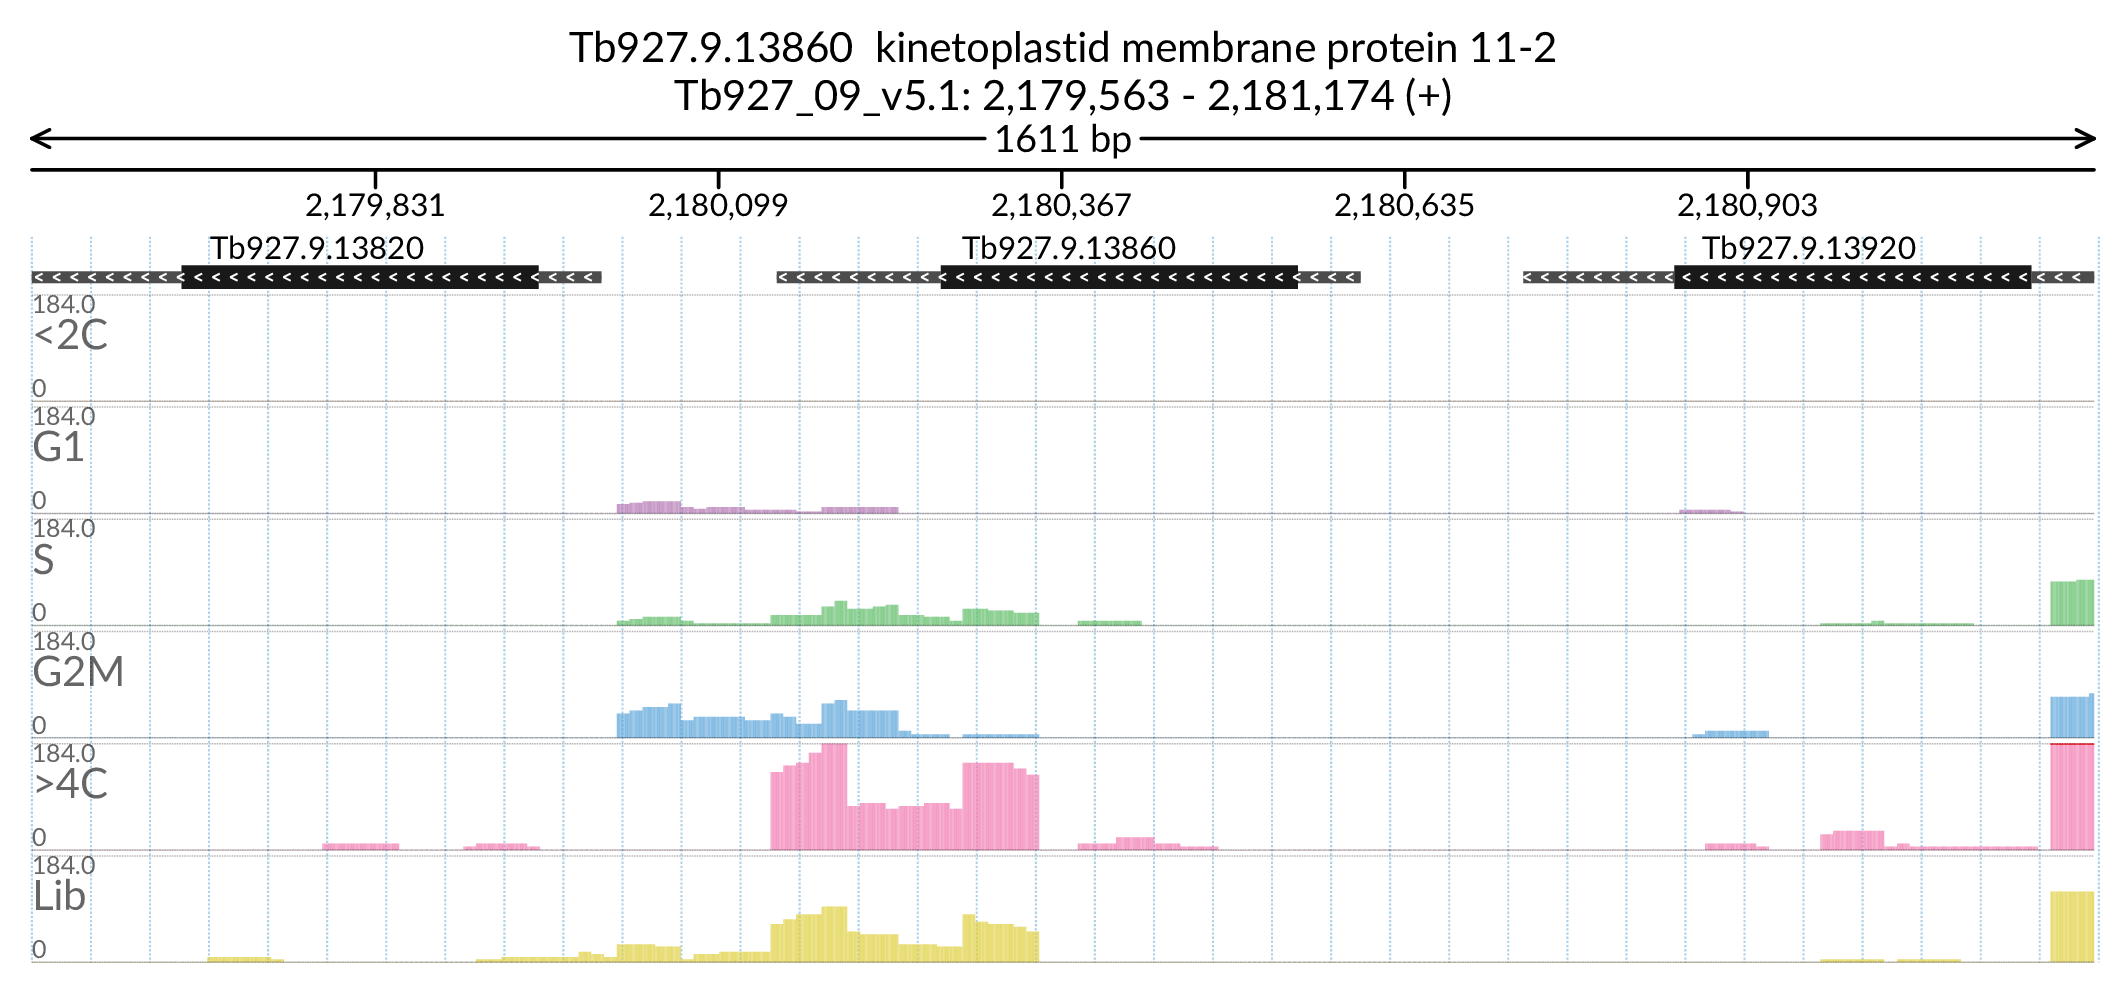 Tb927.9.13860  kinetoplastid membrane protein 11-2
Tb927_09_v5.1: 2,179,563 - 2,181,174 (+)
1611 bp
2,179,831 2,180,099 2,180,367 2,180,635 2,180,903
Tb927.9.13820 Tb927.9.13860 Tb927.9.13920
184.0
<2C
0
184.0
G1
0
184.0
S
0
184.0
G2M
0
184.0
>4C
0
184.0
Lib
0